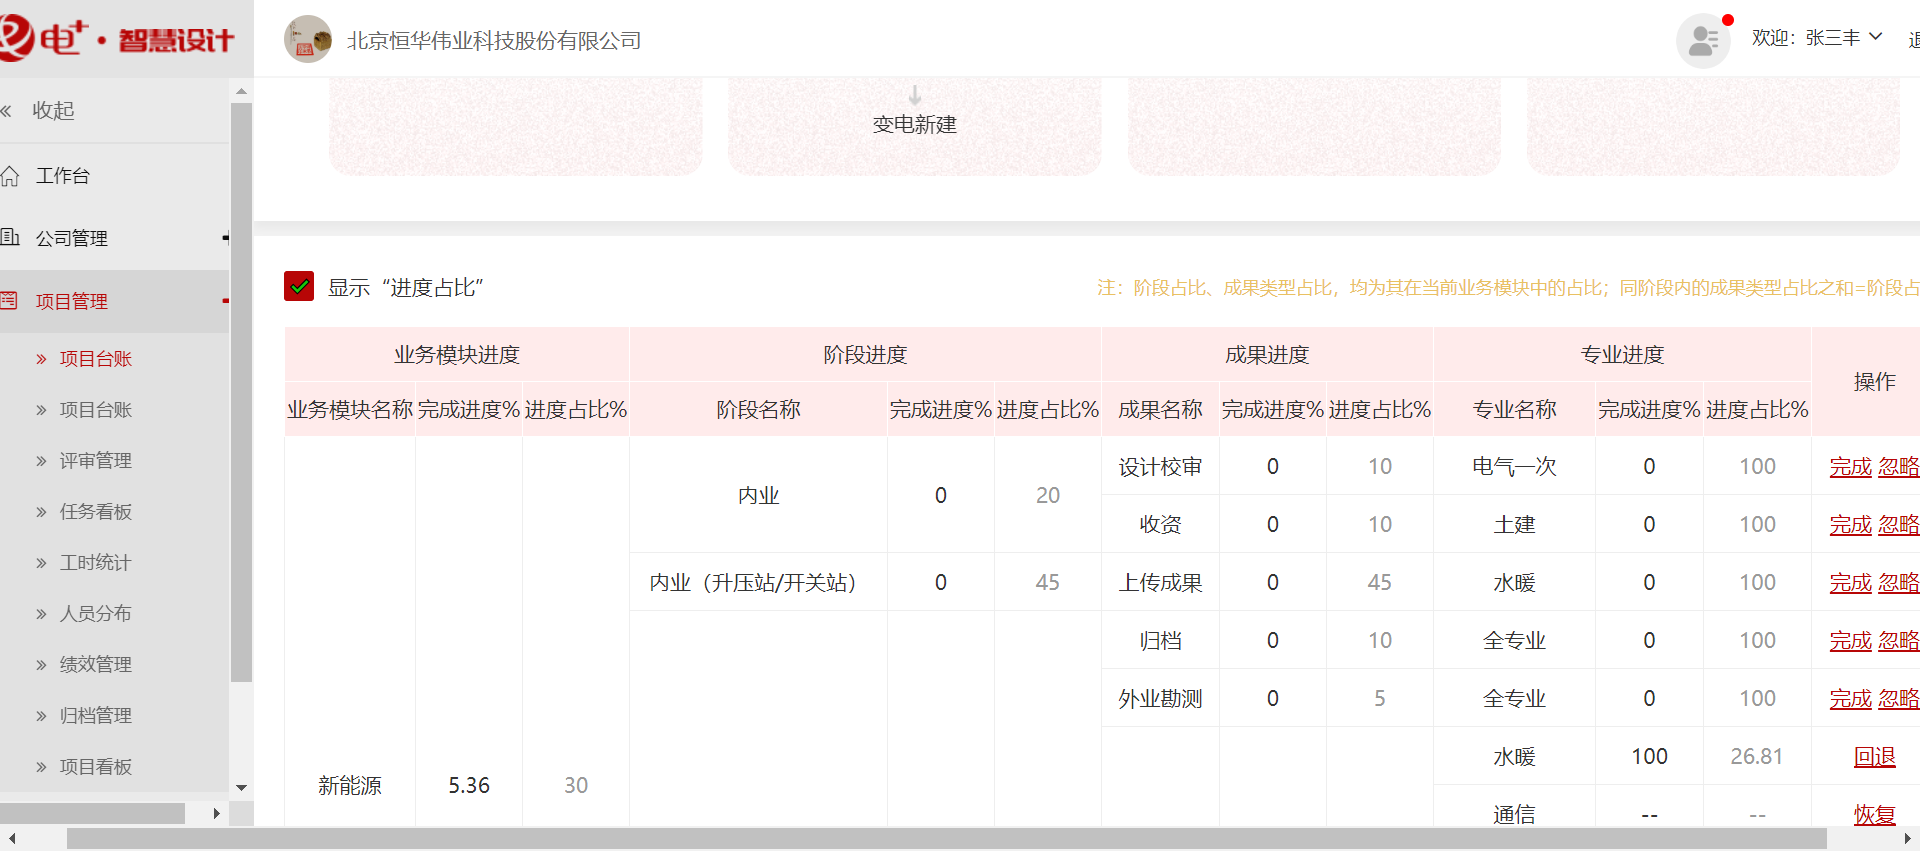 电+·智慧设计
北京恒华伟业科技股份有限公司
欢迎：张三丰
收起
工作台
公司管理
项目管理
项目台账
项目台账
评审管理
任务看板
工时统计
人员分布
绩效管理
归档管理
项目看板
变电新建
显示“进度占比”
注：阶段占比、成果类型占比，均为其在当前业务模块中的占比；同阶段内的成果类型占比之和=阶段占
业务模块进度 阶段进度 成果进度 专业进度 操作
业务模块名称 完成进度% 进度占比% 阶段名称 完成进度% 进度占比% 成果名称 完成进度% 进度占比% 专业名称 完成进度% 进度占比%
内业 0 20 设计校审 0 10 电气一次 0 100 完成 忽略
收资 0 10 土建 0 100 完成 忽略
内业（升压站/开关站） 0 45 上传成果 0 45 水暖 0 100 完成 忽略
归档 0 10 全专业 0 100 完成 忽略
外业勘测 0 5 全专业 0 100 完成 忽略
水暖 100 26.81 回退
新能源 5.36 30
通信 -- -- 恢复